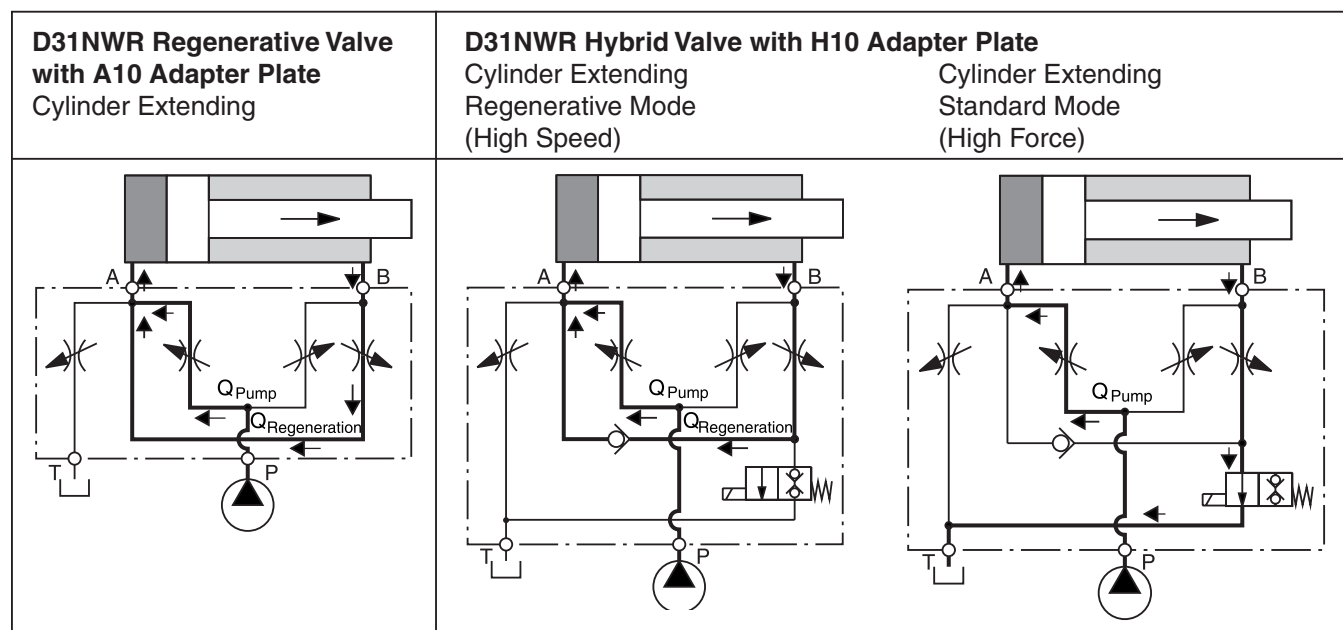 D31NWR Regenerative Valve
with A10 Adapter Plate
Cylinder Extending
D31NWR Hybrid Valve with H10 Adapter Plate
Cylinder Extending
Regenerative Mode
(High Speed)
Cylinder Extending
Standard Mode
(High Force)
A
B
QPump
QRegeneration
T
P
A
B
QPump
QRegeneration
T
P
A
B
QPump
T
P